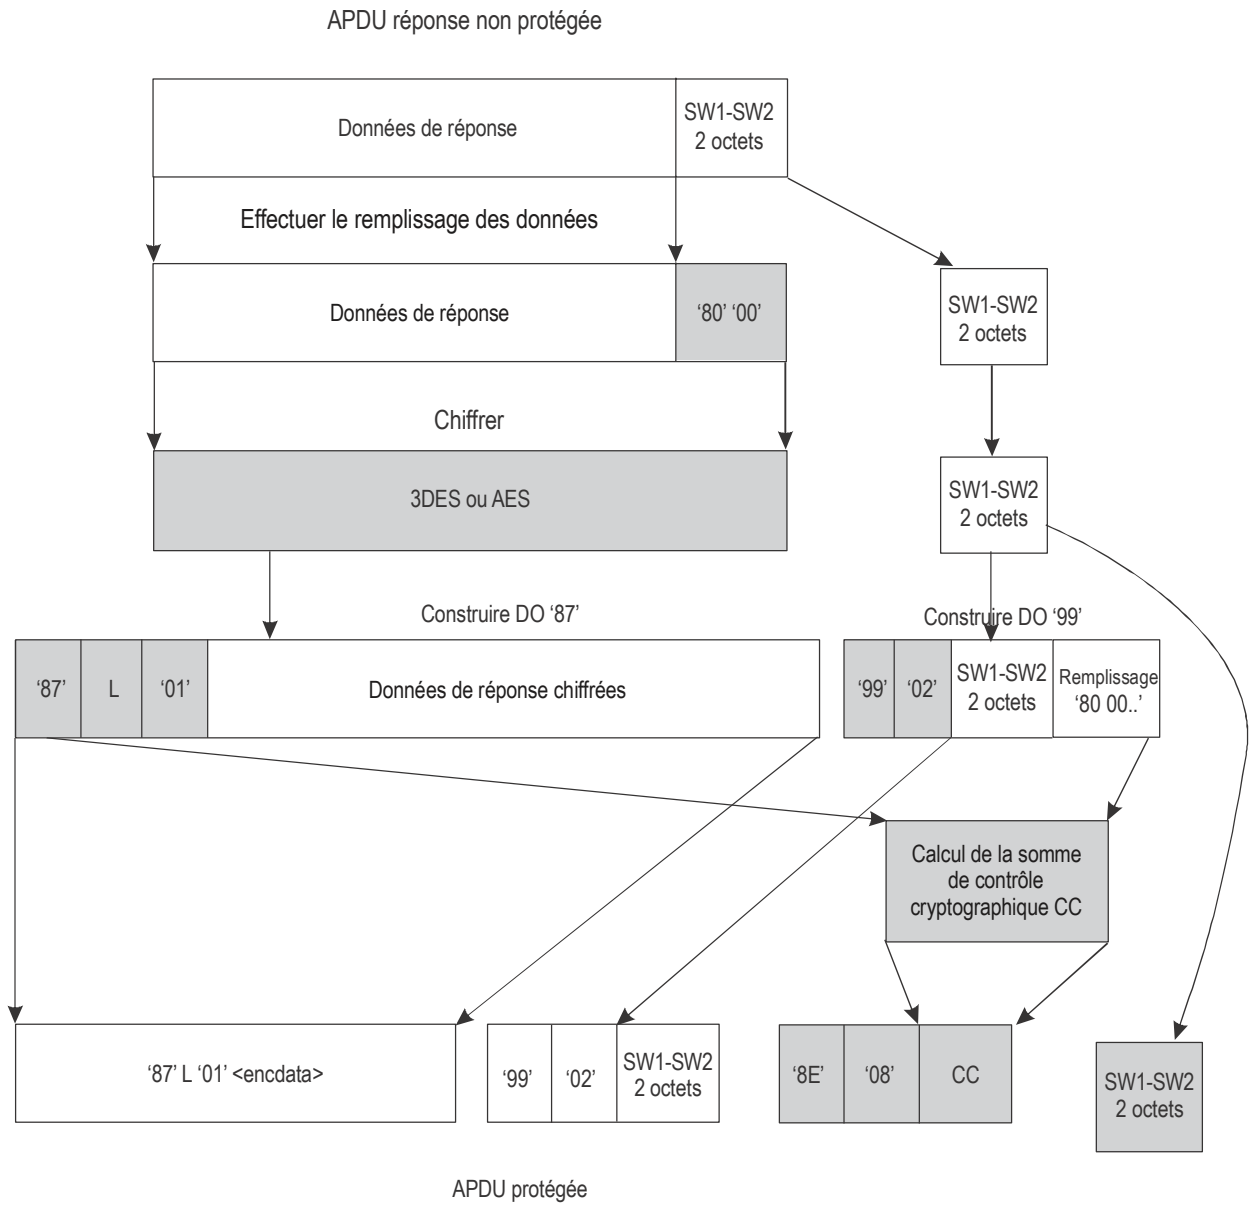 APDU réponse non protégée
Données de réponse
SW1-SW2
2 octets
Effectuer le remplissage des données
Données de réponse
‘80’ ‘00’
SW1-SW2
2 octets
Chiffrer
3DES ou AES
SW1-SW2
2 octets
Construire DO ‘87’
Construire DO ‘99’
‘87’
L
‘01’
Données de réponse chiffrées
‘99’
‘02’
SW1-SW2
2 octets
Remplissage
‘80 00..’
Calcul de la somme
de contrôle
cryptographique CC
‘87’ L ‘01’ <encdata>
‘99’
‘02’
SW1-SW2
2 octets
‘8E’
‘08’
CC
SW1-SW2
2 octets
APDU protégée